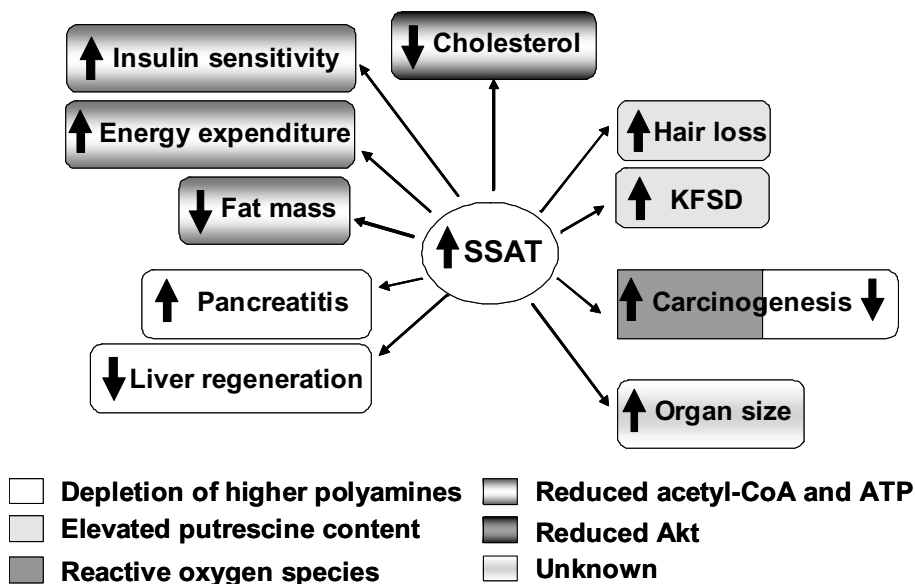 Insulin sensitivity
Cholesterol
Energy expenditure
Hair loss
Fat mass
KFSD
SSAT
Pancreatitis
Carcinogenesis
Liver regeneration
Organ size
Depletion of higher polyamines
Elevated putrescine content
Reactive oxygen species
Reduced acetyl-CoA and ATP
Reduced Akt
Unknown